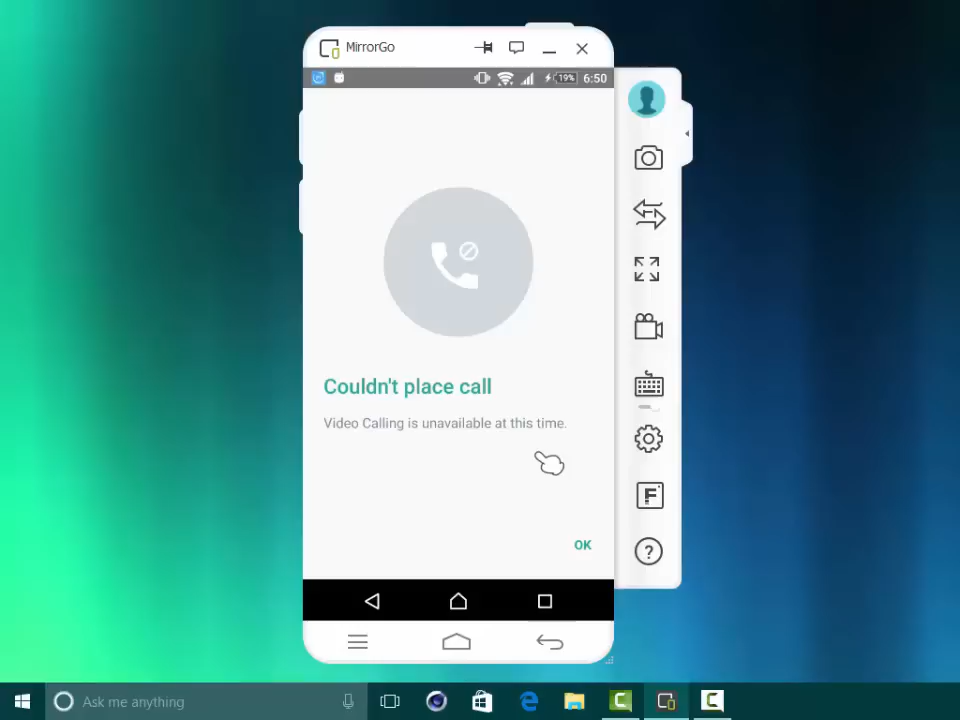 MirrorGo
19% 6:50
Couldn't place call
Video Calling is unavailable at this time.
OK
F
?
Ask me anything